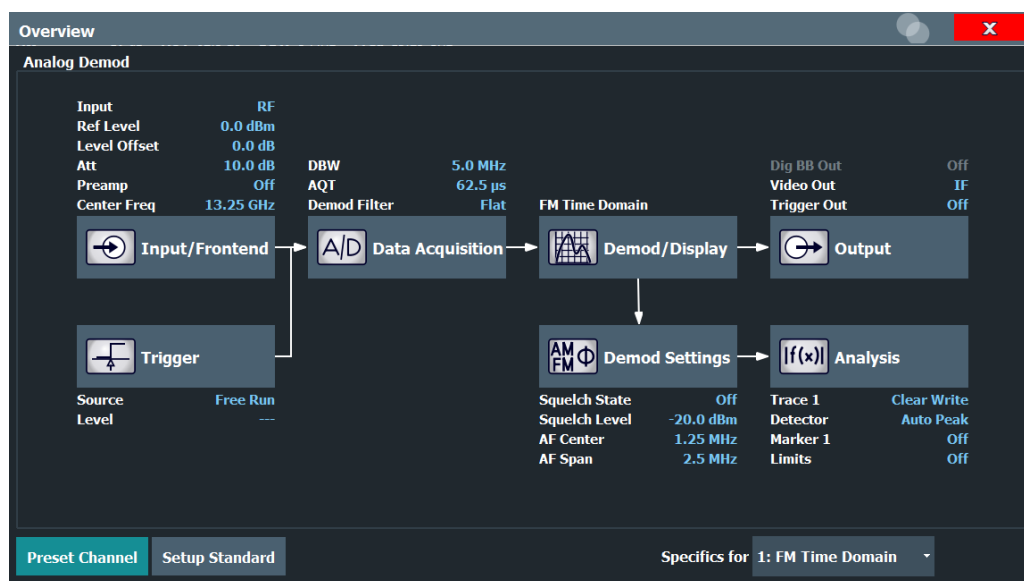 Overview
X
Analog Demod
Input RF
Ref Level 0.0 dBm
Level Offset 0.0 dB
Att 10.0 dB
Preamp Off
Center Freq 13.25 GHz
Input/Frontend
DBW 5.0 MHz
AQT 62.5 µs
Demod Filter Flat
A/D Data Acquisition
FM Time Domain
Demod/Display
Dig BB Out Off
Video Out IF
Trigger Out Off
Output
Trigger
Source Free Run
Level ---
AM FM Φ Demod Settings
Squelch State Off
Squelch Level -20.0 dBm
AF Center 1.25 MHz
AF Span 2.5 MHz
|f(x)| Analysis
Trace 1 Clear Write
Detector Auto Peak
Marker 1 Off
Limits Off
Preset Channel
Setup Standard
Specifics for 1: FM Time Domain